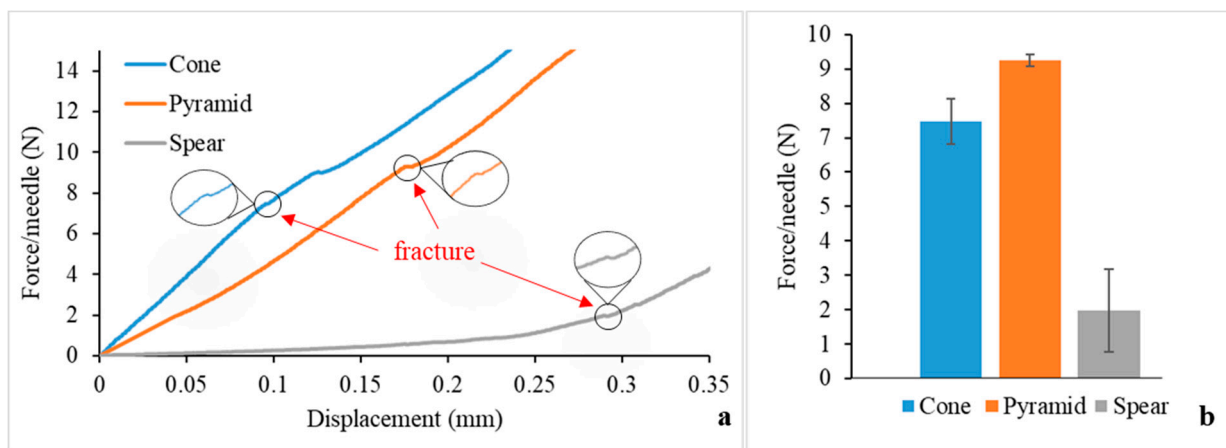 14
12
10
8
6
4
2
0
Force/needle (N)
Cone
Pyramid
Spear
fracture
0 0.05 0.1 0.15 0.2 0.25 0.3 0.35
Displacement (mm)
a
10
9
8
7
6
5
4
3
2
1
0
Force/needle (N)
Cone Pyramid Spear
b